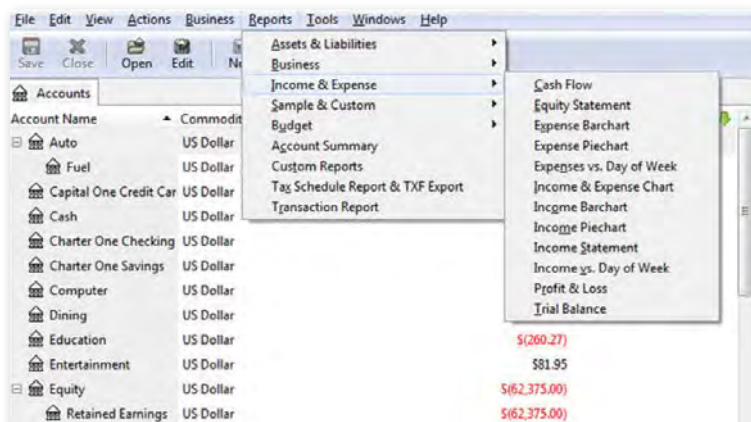 File Edit View Actions Business Reports Tools Windows Help
Save Close Open Edit
Assets & Liabilities
Business
Income & Expense
Sample & Custom
Budget
Account Summary
Custom Reports
Tax Schedule Report & TXF Export
Transaction Report
Cash Flow
Equity Statement
Expense Barchart
Expense Piechart
Expenses vs. Day of Week
Income & Expense Chart
Income Barchart
Income Piechart
Income Statement
Income vs. Day of Week
Profit & Loss
Trial Balance
Accounts
Account Name Commodit
Auto US Dollar
Fuel US Dollar
Capital One Credit Car US Dollar
Cash US Dollar
Charter One Checking US Dollar
Charter One Savings US Dollar
Computer US Dollar
Dining US Dollar
Education US Dollar $(260.27)
Entertainment US Dollar $81.95
Equity US Dollar $(62,375.00)
Retained Earnings US Dollar $(62,375.00)